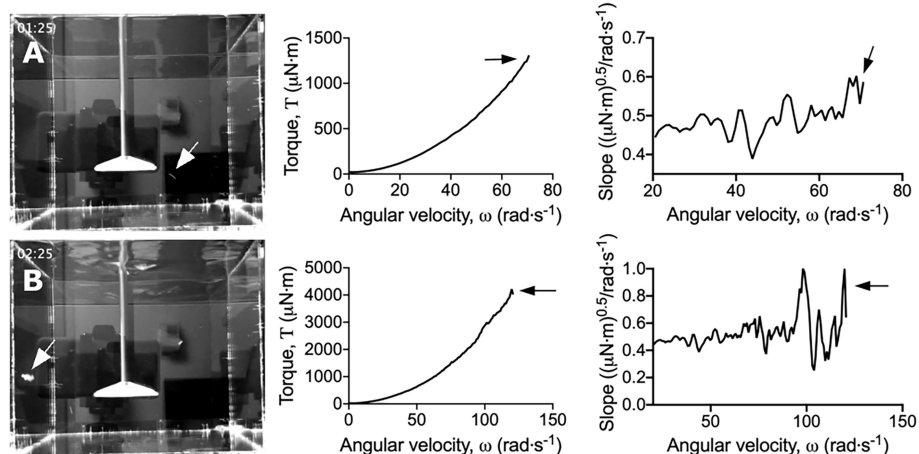 01:25
A
1500
1000
500
0
0 20 40 60 80
Torque, T (μN·m)
Angular velocity, ω (rad·s-1)
0.7
0.6
0.5
0.4
20 40 60 80
Slope ((μN·m)0.5/rad·s-1)
Angular velocity, ω (rad·s-1)
02:25
B
5000
4000
3000
2000
1000
0
0 50 100 150
Torque, T (μN·m)
Angular velocity, ω (rad·s-1)
1.0
0.8
0.6
0.4
0.2
0.0
50 100 150
Slope ((μN·m)0.5/rad·s-1)
Angular velocity, ω (rad·s-1)